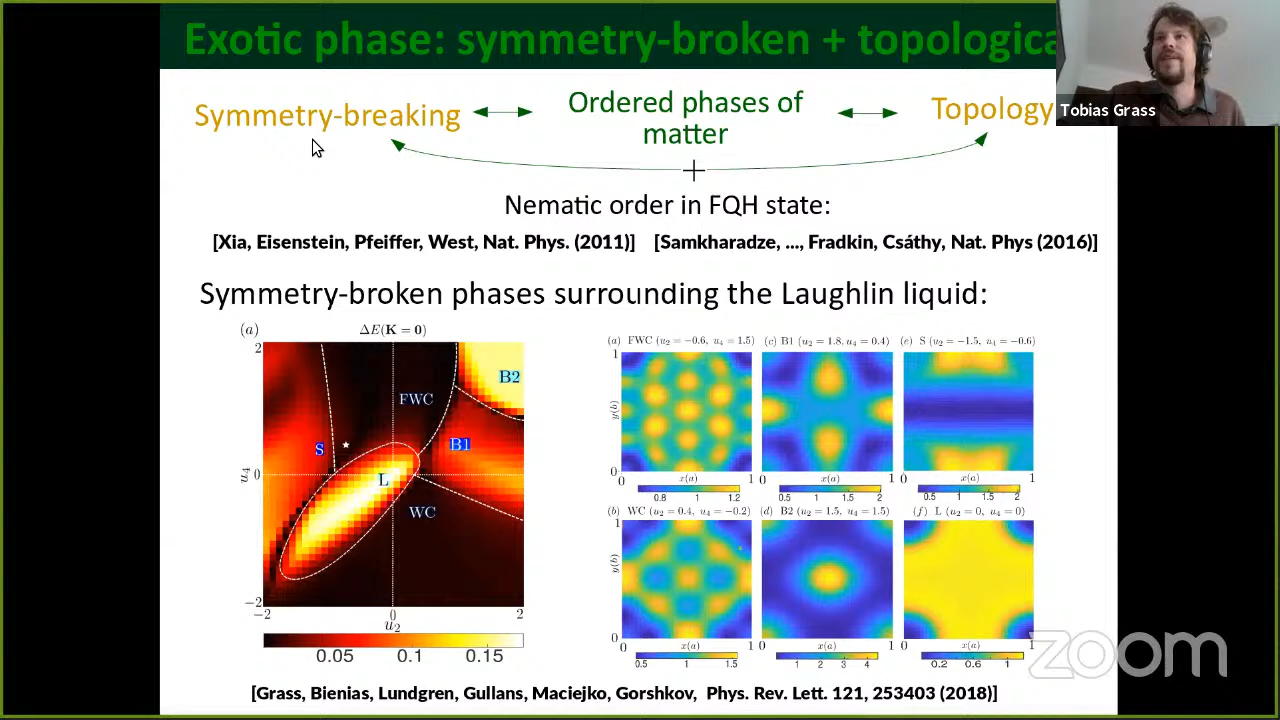 Exotic phase: symmetry-broken + topologica
Symmetry-breaking
Ordered phases of
matter
Topology
Tobias Grass
+
Nematic order in FQH state:
[Xia, Eisenstein, Pfeiffer, West, Nat. Phys. (2011)] [Samkharadze, ..., Fradkin, Csáthy, Nat. Phys (2016)]
Symmetry-broken phases surrounding the Laughlin liquid:
(a) ΔE(K = 0)
2
B2
FWC
S
B1
u4 0
L
WC
−2
−2 0 2
u2
0.05 0.1 0.15
(a) FWC (u2 = −0.6, u4 = 1.5) (c) B1 (u2 = 1.8, u4 = 0.4) (e) S (u2 = −1.5, u4 = −0.6)
1
y(b)
0
0 x(a) 1 0 x(a) 1 0 x(a) 1
0.8 1 1.2 0.5 1 1.5 2 0.5 1 1.5 2
(b) WC (u2 = 0.4, u4 = −0.2) (d) B2 (u2 = 1.5, u4 = 1.5) (f) L (u2 = 0, u4 = 0)
1
y(b)
0
0 x(a) 1 0 x(a) 1 0 x(a) 1
0.5 1 1.5 1 2 3 4 0.2 0.6 1
zoom
[Grass, Bienias, Lundgren, Gullans, Maciejko, Gorshkov, Phys. Rev. Lett. 121, 253403 (2018)]